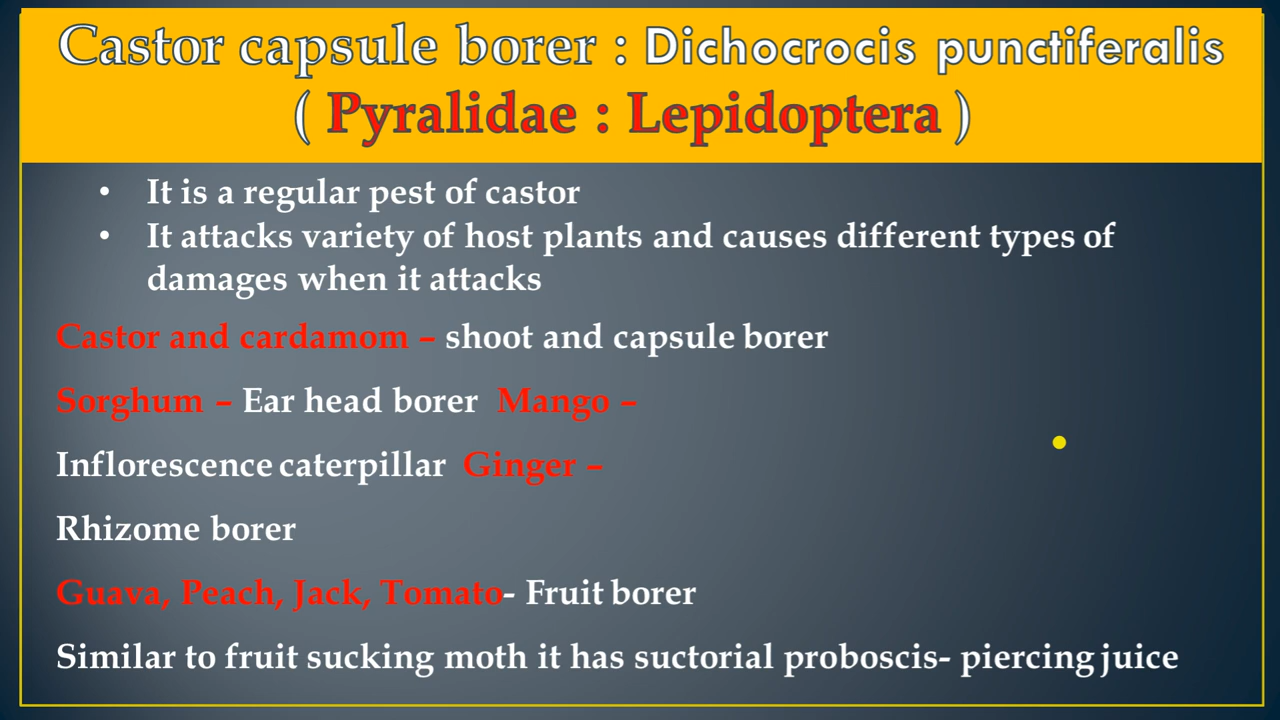 Castor capsule borer : Dichocrocis punctiferalis
( Pyralidae : Lepidoptera )
• It is a regular pest of castor
• It attacks variety of host plants and causes different types of
damages when it attacks
Castor and cardamom – shoot and capsule borer
Sorghum – Ear head borer Mango –
Inflorescence caterpillar Ginger –
Rhizome borer
Guava, Peach, Jack, Tomato- Fruit borer
Similar to fruit sucking moth it has suctorial proboscis- piercing juice